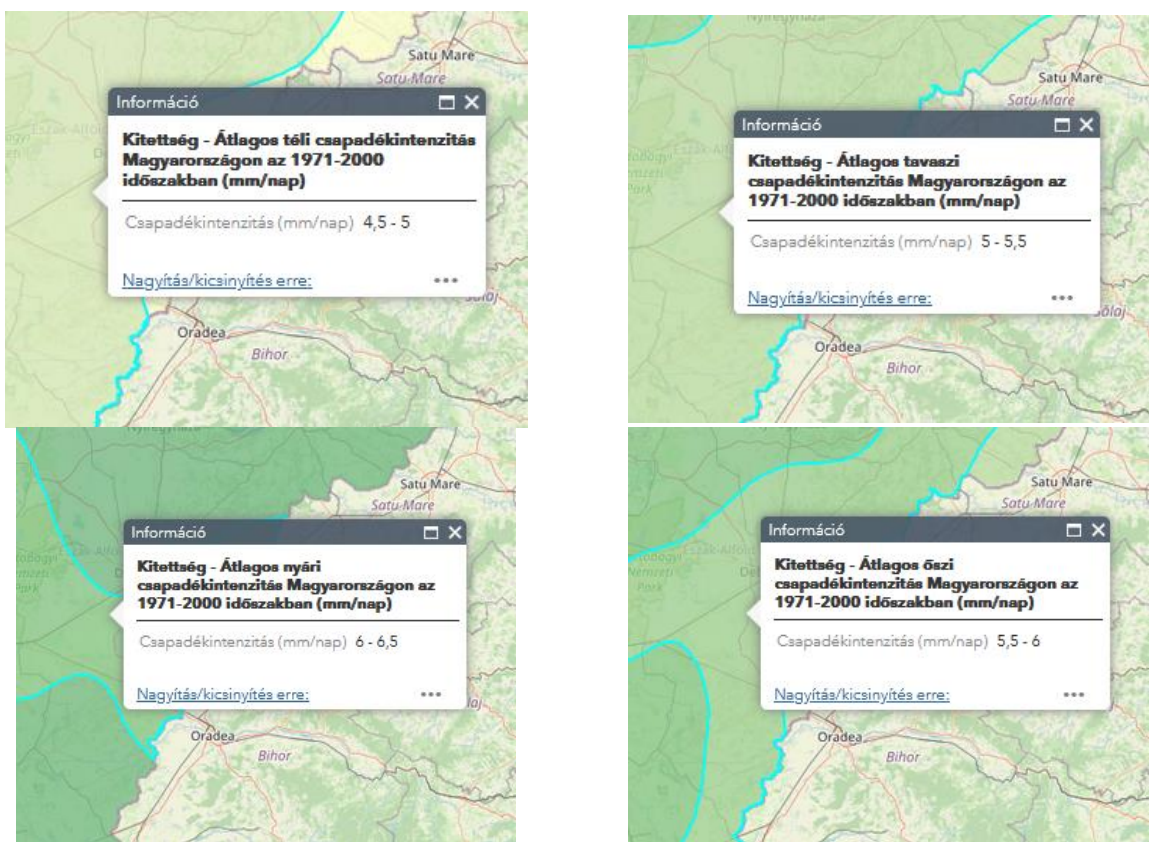 Satu Mare
Satu-Mare
Információ
Kitettség - Átlagos téli csapadékintenzitás
Magyarországon az 1971-2000
időszakban (mm/nap)
Csapadékintenzitás (mm/nap) 4,5 - 5
Nagyítás/kicsinyítés erre:
Oradea
Bihor
Nyíregyháza
Satu Mare
Satu-Mare
Információ
Kitettség - Átlagos tavaszi
csapadékintenzitás Magyarországon az
1971-2000 időszakban (mm/nap)
Csapadékintenzitás (mm/nap) 5 - 5,5
Nagyítás/kicsinyítés erre:
Sălaj
Oradea
Bihor
Nyíregyháza
Satu Mare
Satu-Mare
Információ
Kitettség - Átlagos nyári
csapadékintenzitás Magyarországon az
1971-2000 időszakban (mm/nap)
Csapadékintenzitás (mm/nap) 6 - 6,5
Nagyítás/kicsinyítés erre:
Oradea
Bihor
Satu Mare
Satu-Mare
Információ
Kitettség - Átlagos őszi
csapadékintenzitás Magyarországon az
1971-2000 időszakban (mm/nap)
Csapadékintenzitás (mm/nap) 5,5 - 6
Nagyítás/kicsinyítés erre:
Oradea
Bihor